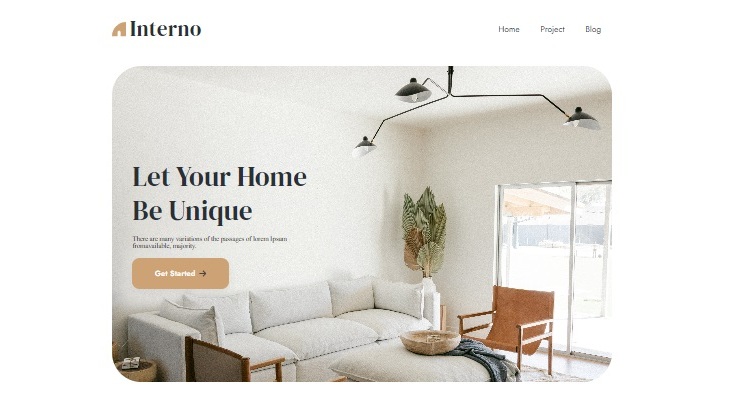 Interno
Home Project Blog
Let Your Home
Be Unique
There are many variations of the passages of lorem Ipsum
fromavailable, majority.
Get Started →